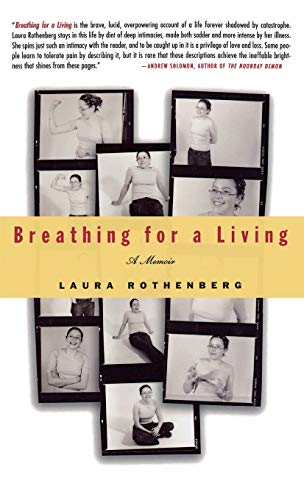 "Breathing for a Living is the brave, lucid, overpowering account of a life forever shadowed by catastrophe.
Laura Rothenberg stays in this life by dint of deep intimacies, made both sadder and more intense by her illness.
She spins just such an intimacy with the reader, and to be caught up in it is a privilege of love and loss. Some peo-
ple learn to tolerate pain by describing it, but it is rare that those descriptions achieve the ineffable bright-
ness that shines from these pages." —ANDREW SOLOMON, AUTHOR OF THE NOONDAY DEMON
Breathing for a Living
A Memoir
LAURA ROTHENBERG